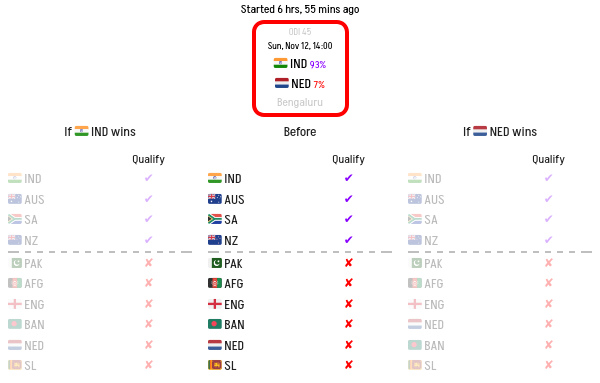 Started 6 hrs, 55 mins ago
ODI 45
Sun, Nov 12, 14:00
IND 93%
NED 7%
Bengaluru
If IND wins Before If NED wins
Qualify Qualify Qualify
IND ✔ IND ✔ IND ✔
AUS ✔ AUS ✔ AUS ✔
SA ✔ SA ✔ SA ✔
NZ ✔ NZ ✔ NZ ✔
PAK ✘ PAK ✘ PAK ✘
AFG ✘ AFG ✘ AFG ✘
ENG ✘ ENG ✘ ENG ✘
BAN ✘ BAN ✘ NED ✘
NED ✘ NED ✘ BAN ✘
SL ✘ SL ✘ SL ✘